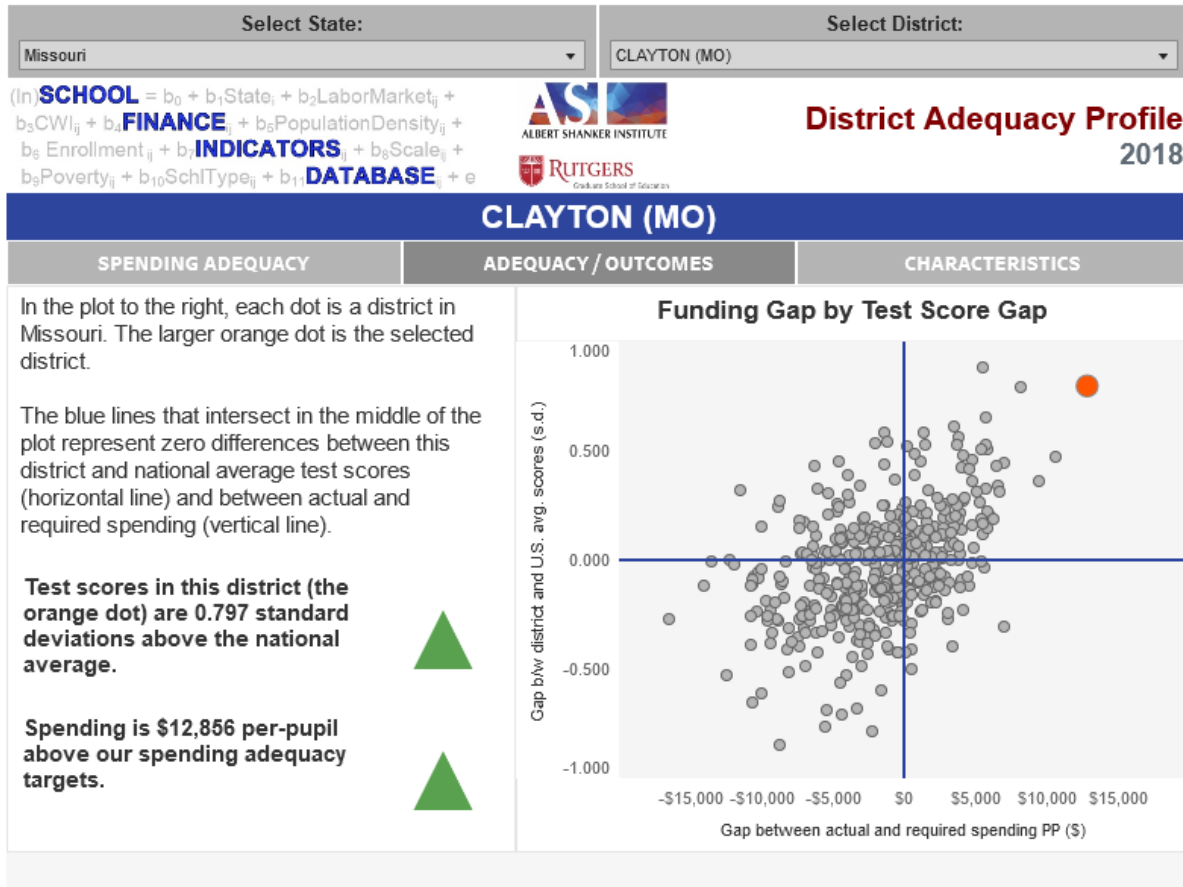 Select State:
Select District:
Missouri
CLAYTON (MO)
(ln)SCHOOL = b0 + b1Statei + b2LaborMarketij +
b3CWIij + b4FINANCEij + b5PopulationDensityij +
b6 Enrollmentij + b7INDICATORSij + b8Scaleij +
b9Povertyij + b10SchlTypeij + b11DATABASEij + e
ASI
ALBERT SHANKER INSTITUTE
RUTGERS
Graduate School of Education
District Adequacy Profile
2018
CLAYTON (MO)
SPENDING ADEQUACY
ADEQUACY / OUTCOMES
CHARACTERISTICS
In the plot to the right, each dot is a district in
Missouri. The larger orange dot is the selected
district.
The blue lines that intersect in the middle of the
plot represent zero differences between this
district and national average test scores
(horizontal line) and between actual and
required spending (vertical line).
Test scores in this district (the
orange dot) are 0.797 standard
deviations above the national
average.
Spending is $12,856 per-pupil
above our spending adequacy
targets.
Funding Gap by Test Score Gap
Gap b/w district and U.S. avg. scores (s.d.)
1.000
0.500
0.000
-0.500
-1.000
-$15,000 -$10,000 -$5,000 $0 $5,000 $10,000 $15,000
Gap between actual and required spending PP ($)